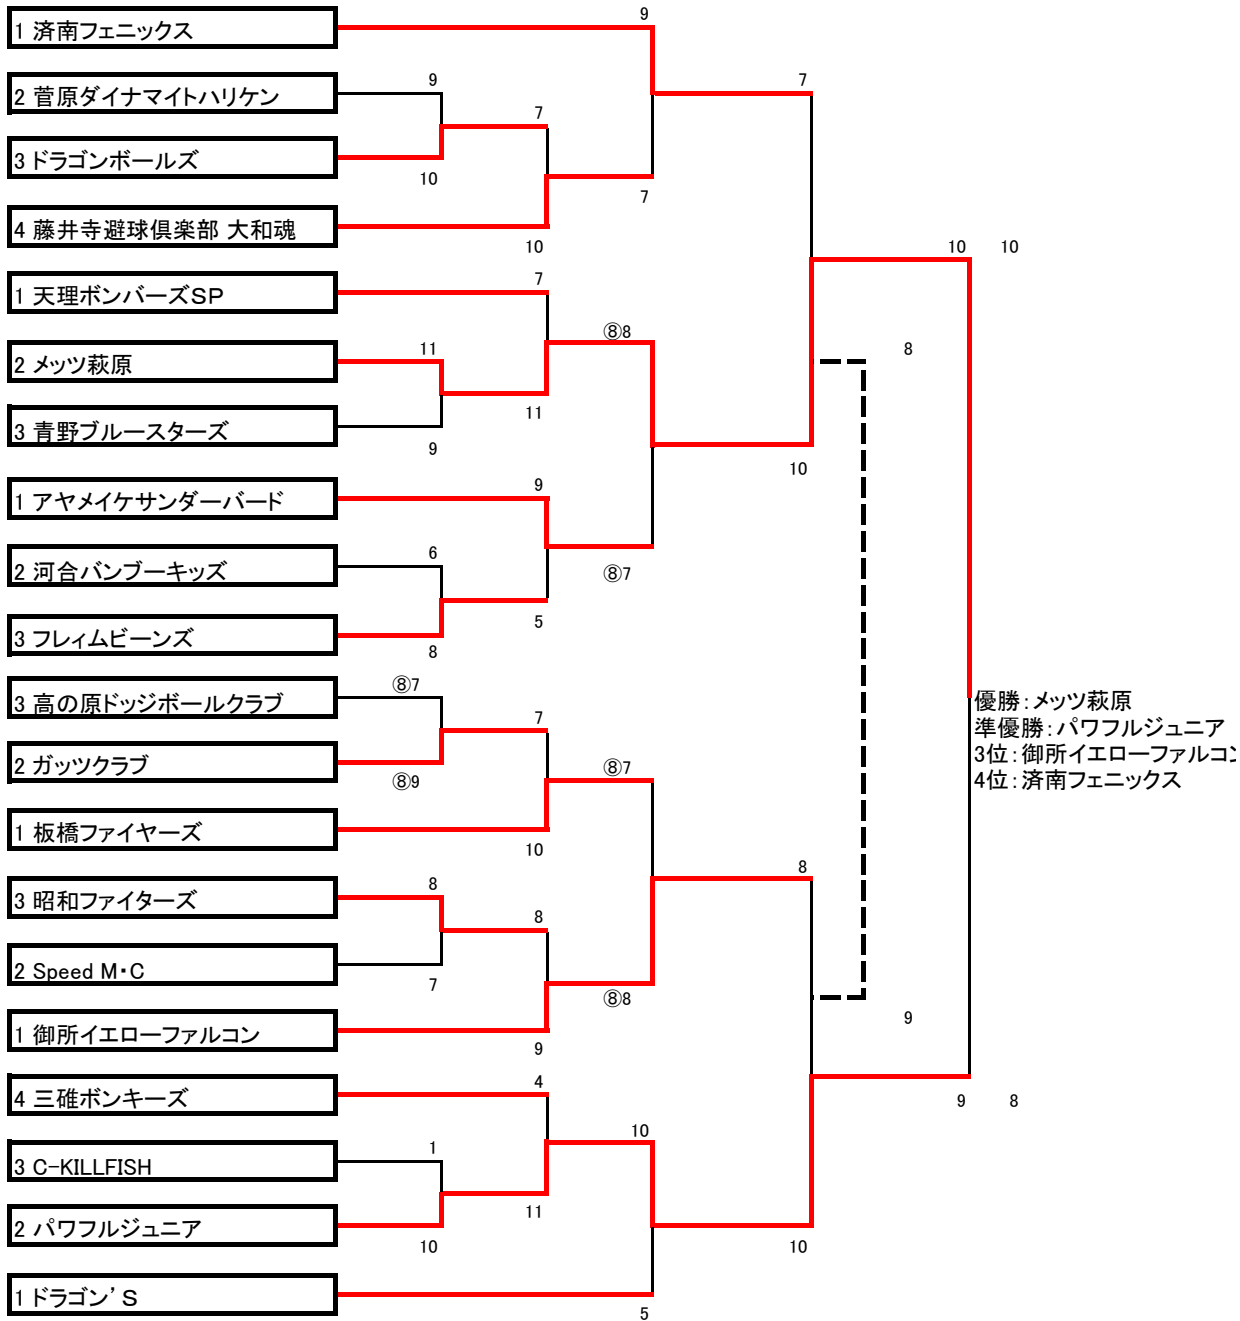 1 済南フェニックス
9
2 菅原ダイナマイトハリケン
9
7
7
3 ドラゴンボールズ
10
7
4 藤井寺避球倶楽部 大和魂
10
10 10
1 天理ボンバーズSP
7
⑧8
2 メッツ萩原
11
8
3 青野ブルースターズ
9
11
10
1 アヤメイケサンダーバード
9
2 河合バンブーキッズ
6
⑧7
3 フレィムビーンズ
8
5
3 高の原ドッジボールクラブ
⑧7
7
優勝:メッツ萩原
準優勝:パワフルジュニア
3位:御所イエローファルコン
4位:済南フェニックス
2 ガッツクラブ
⑧9
⑧7
1 板橋ファイヤーズ
10
8
3 昭和ファイターズ
8
8
2 Speed M・C
7
⑧8
9
1 御所イエローファルコン
9
4 三碓ボンキーズ
4
9 8
3 C-KILLFISH
1
10
2 パワフルジュニア
10
11
10
1 ドラゴン'S
5